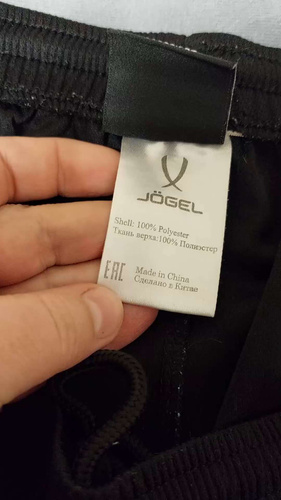 JÖGEL
Shell: 100% Polyester
Ткань верха:100% Полиэстер
EAC
Made in China
Сделано в Китае